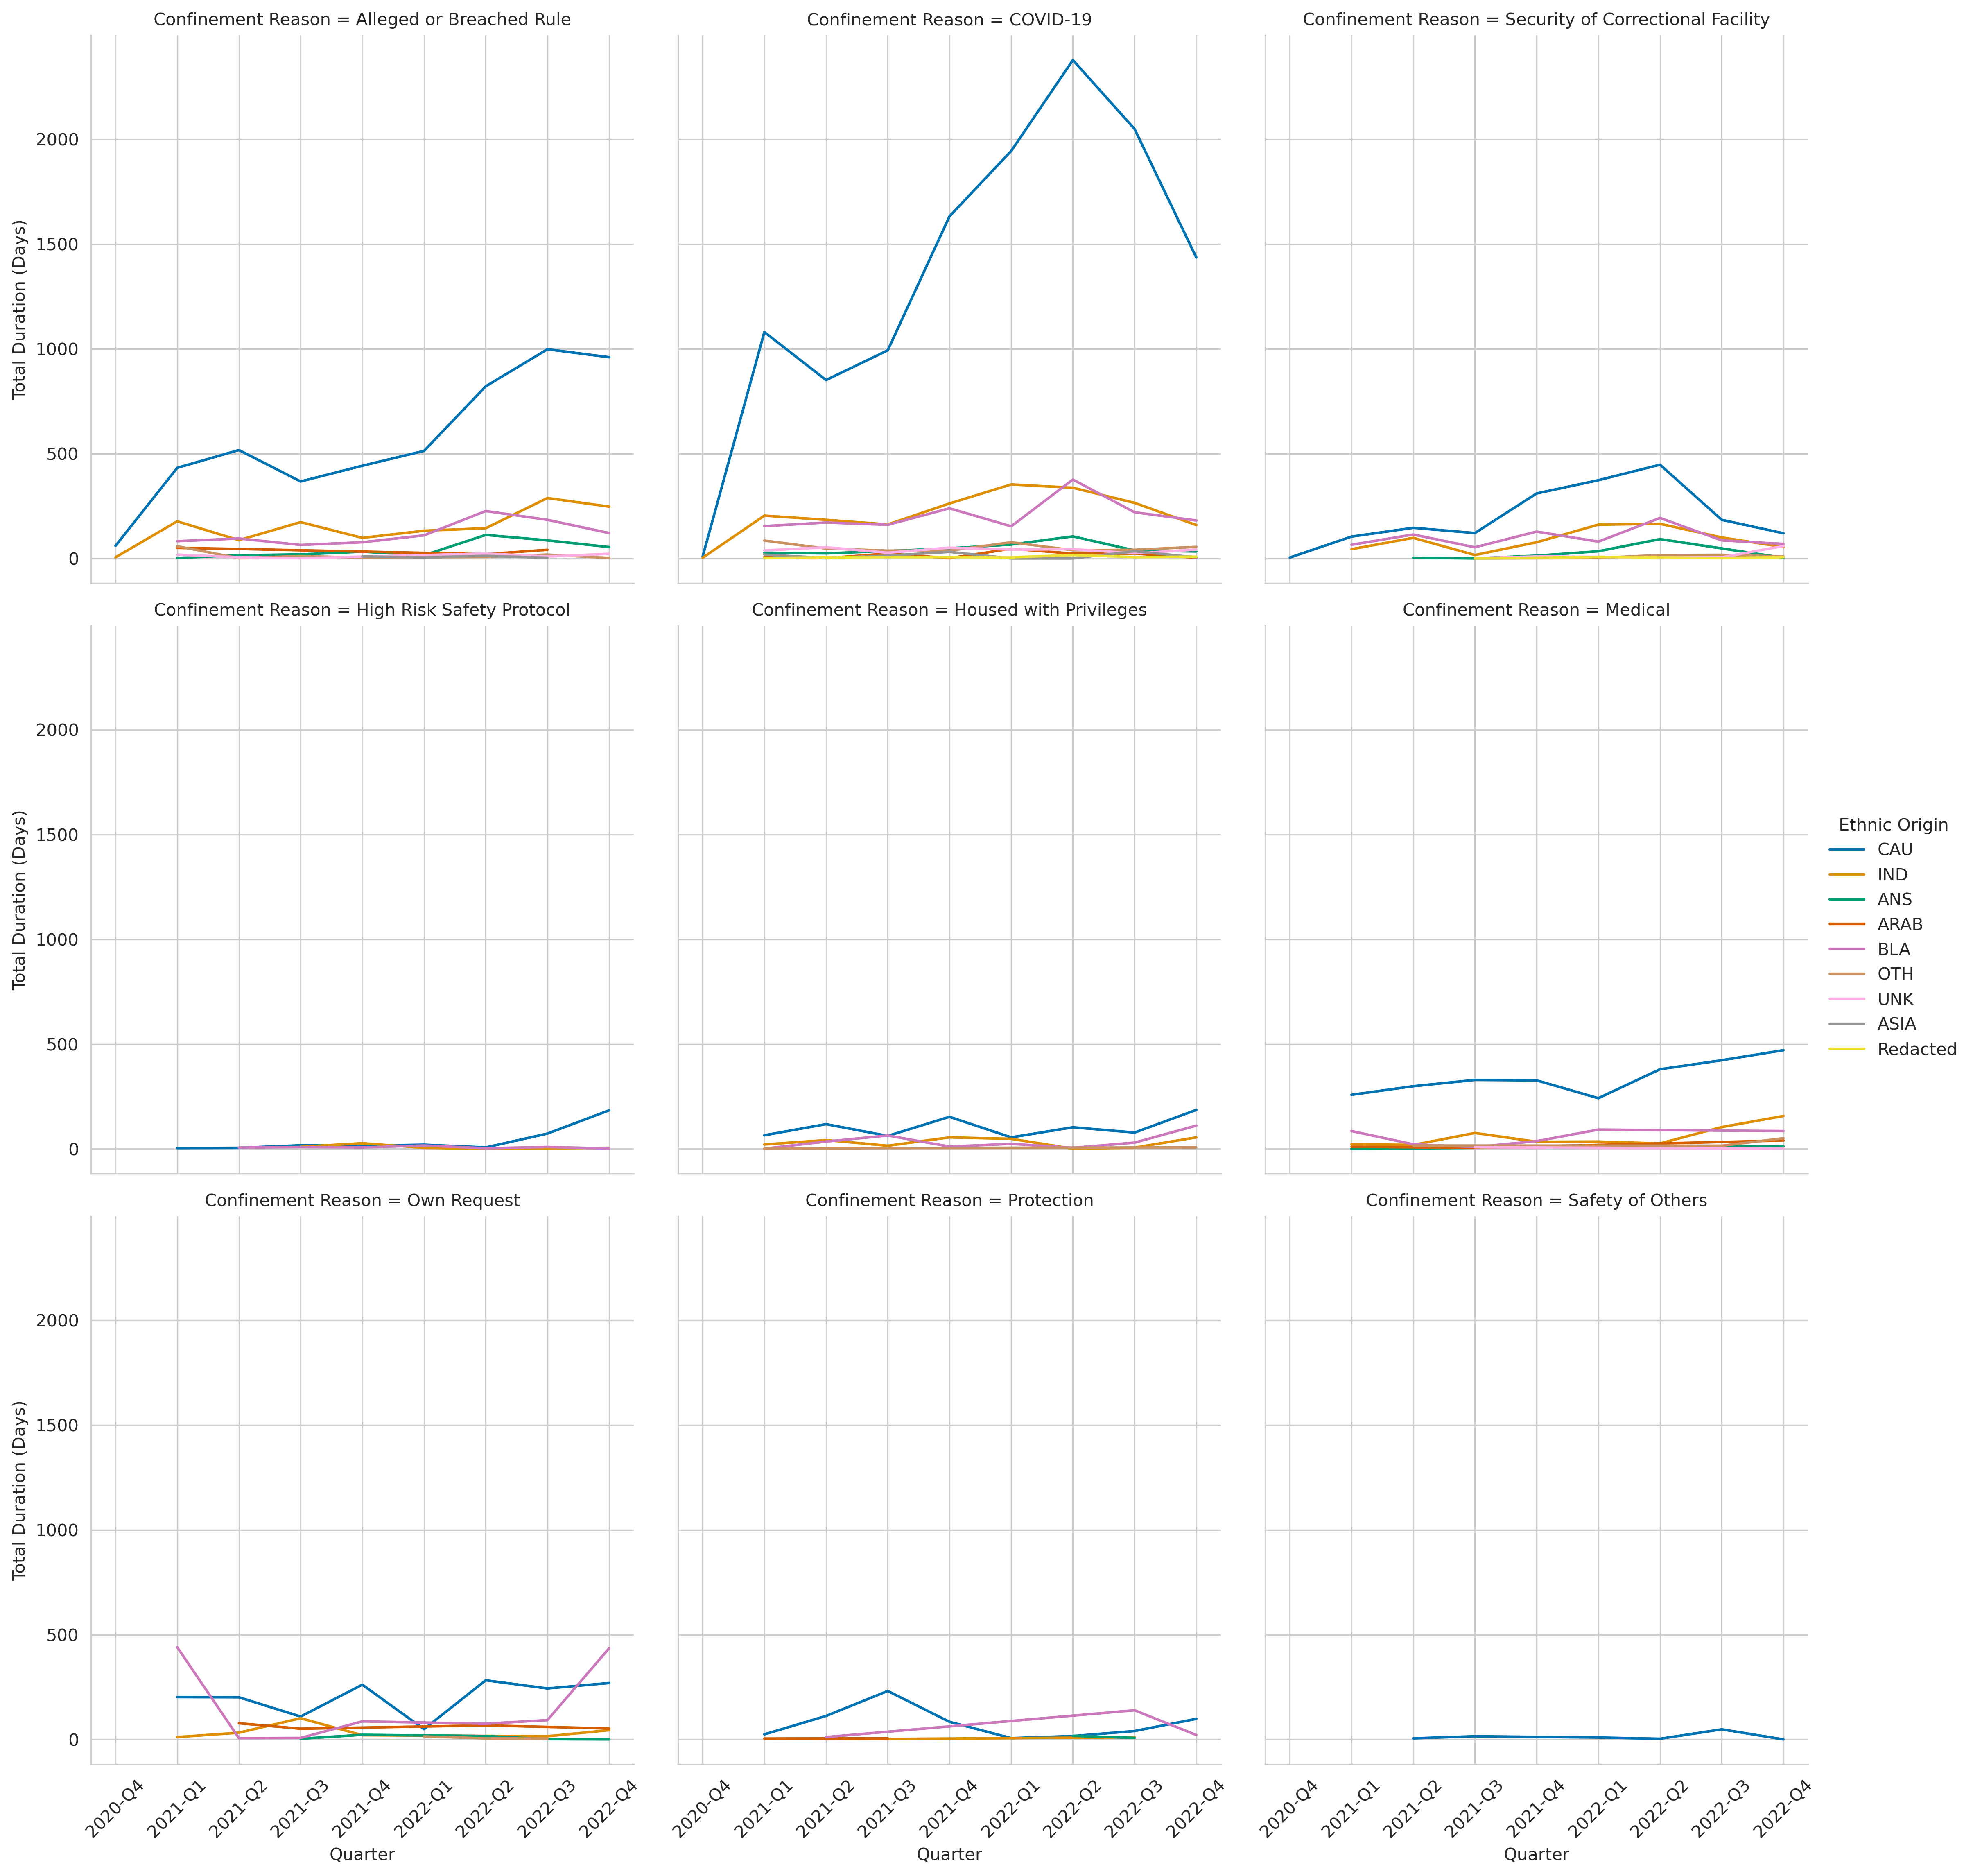 Confinement Reason = Alleged or Breached Rule
Confinement Reason = COVID-19
Confinement Reason = Security of Correctional Facility
Total Duration (Days)
2000
1500
1000
500
0
Confinement Reason = High Risk Safety Protocol
Confinement Reason = Housed with Privileges
Confinement Reason = Medical
Total Duration (Days)
2000
1500
1000
500
0
Ethnic Origin
CAU
IND
ANS
ARAB
BLA
OTH
UNK
ASIA
Redacted
Confinement Reason = Own Request
Confinement Reason = Protection
Confinement Reason = Safety of Others
Total Duration (Days)
2000
1500
1000
500
0
2020-Q4 2021-Q1 2021-Q2 2021-Q3 2021-Q4 2022-Q1 2022-Q2 2022-Q3 2022-Q4
Quarter
2020-Q4 2021-Q1 2021-Q2 2021-Q3 2021-Q4 2022-Q1 2022-Q2 2022-Q3 2022-Q4
Quarter
2020-Q4 2021-Q1 2021-Q2 2021-Q3 2021-Q4 2022-Q1 2022-Q2 2022-Q3 2022-Q4
Quarter